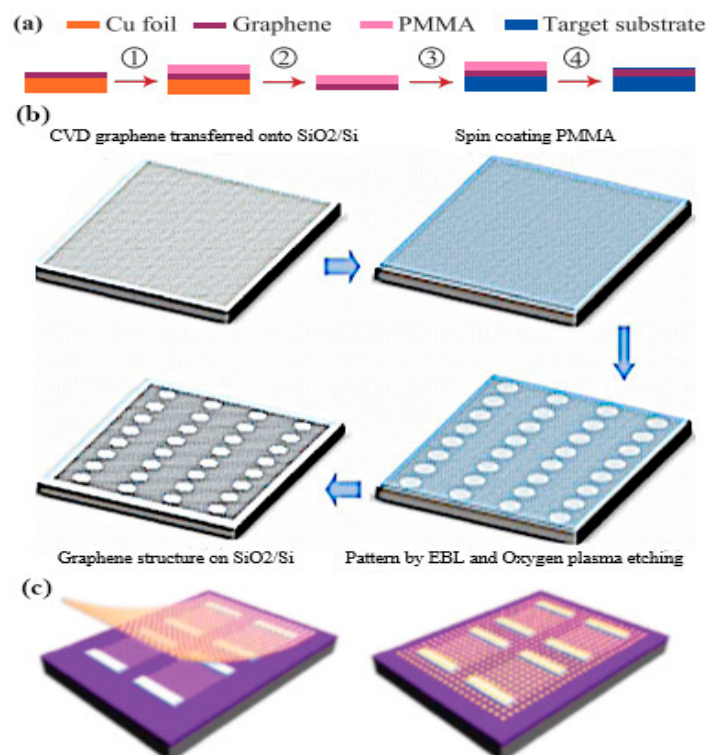 (a) Cu foil Graphene PMMA Target substrate
① ② ③ ④
(b)
CVD graphene transferred onto SiO2/Si Spin coating PMMA
Graphene structure on SiO2/Si Pattern by EBL and Oxygen plasma etching
(c)